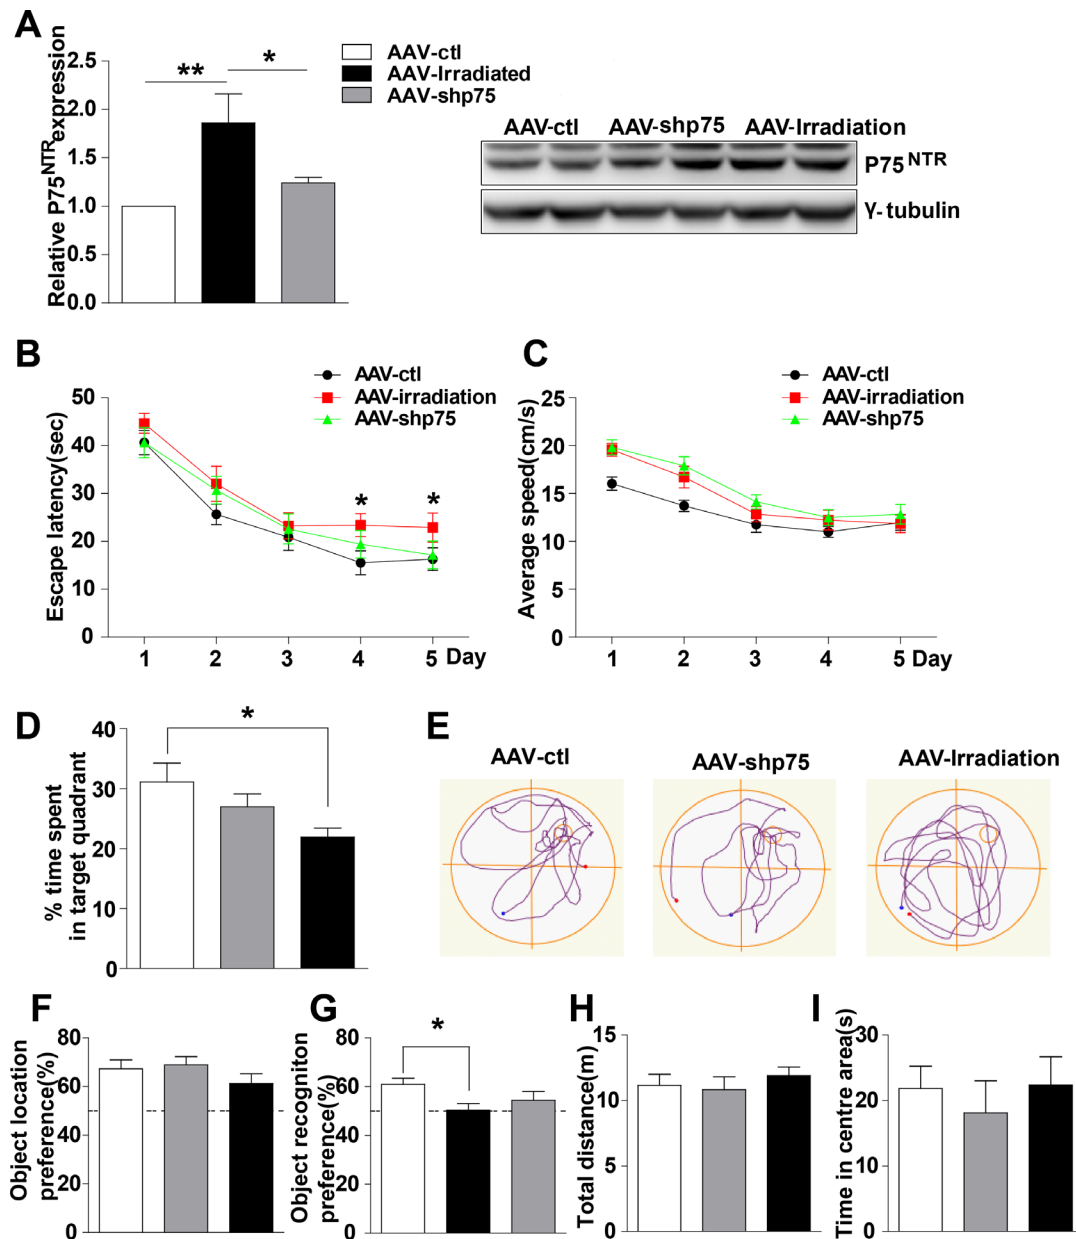 A
Relative P75NTR expression
2.5
2.0
1.5
1.0
0.5
0.0
**
*
AAV-ctl
AAV-Irradiated
AAV-shp75
AAV-ctl
AAV-shp75
AAV-Irradiation
P75NTR
γ- tubulin
B
AAV-ctl
AAV-irradiation
AAV-shp75
Escape latency(sec)
50
40
30
20
10
0
*
*
1
2
3
4
5
Day
C
AAV-ctl
AAV-irradiation
AAV-shp75
Average speed(cm/s)
25
20
15
10
5
0
1
2
3
4
5
Day
D
% time spent
in target quadrant
40
30
20
10
0
*
E
AAV-ctl
AAV-shp75
AAV-Irradiation
F
Object location
preference(%)
80
60
40
20
0
G
Object recogniton
preference(%)
80
60
40
20
0
*
H
Total distance(m)
15
10
5
0
I
Time in centre area(s)
30
20
10
0